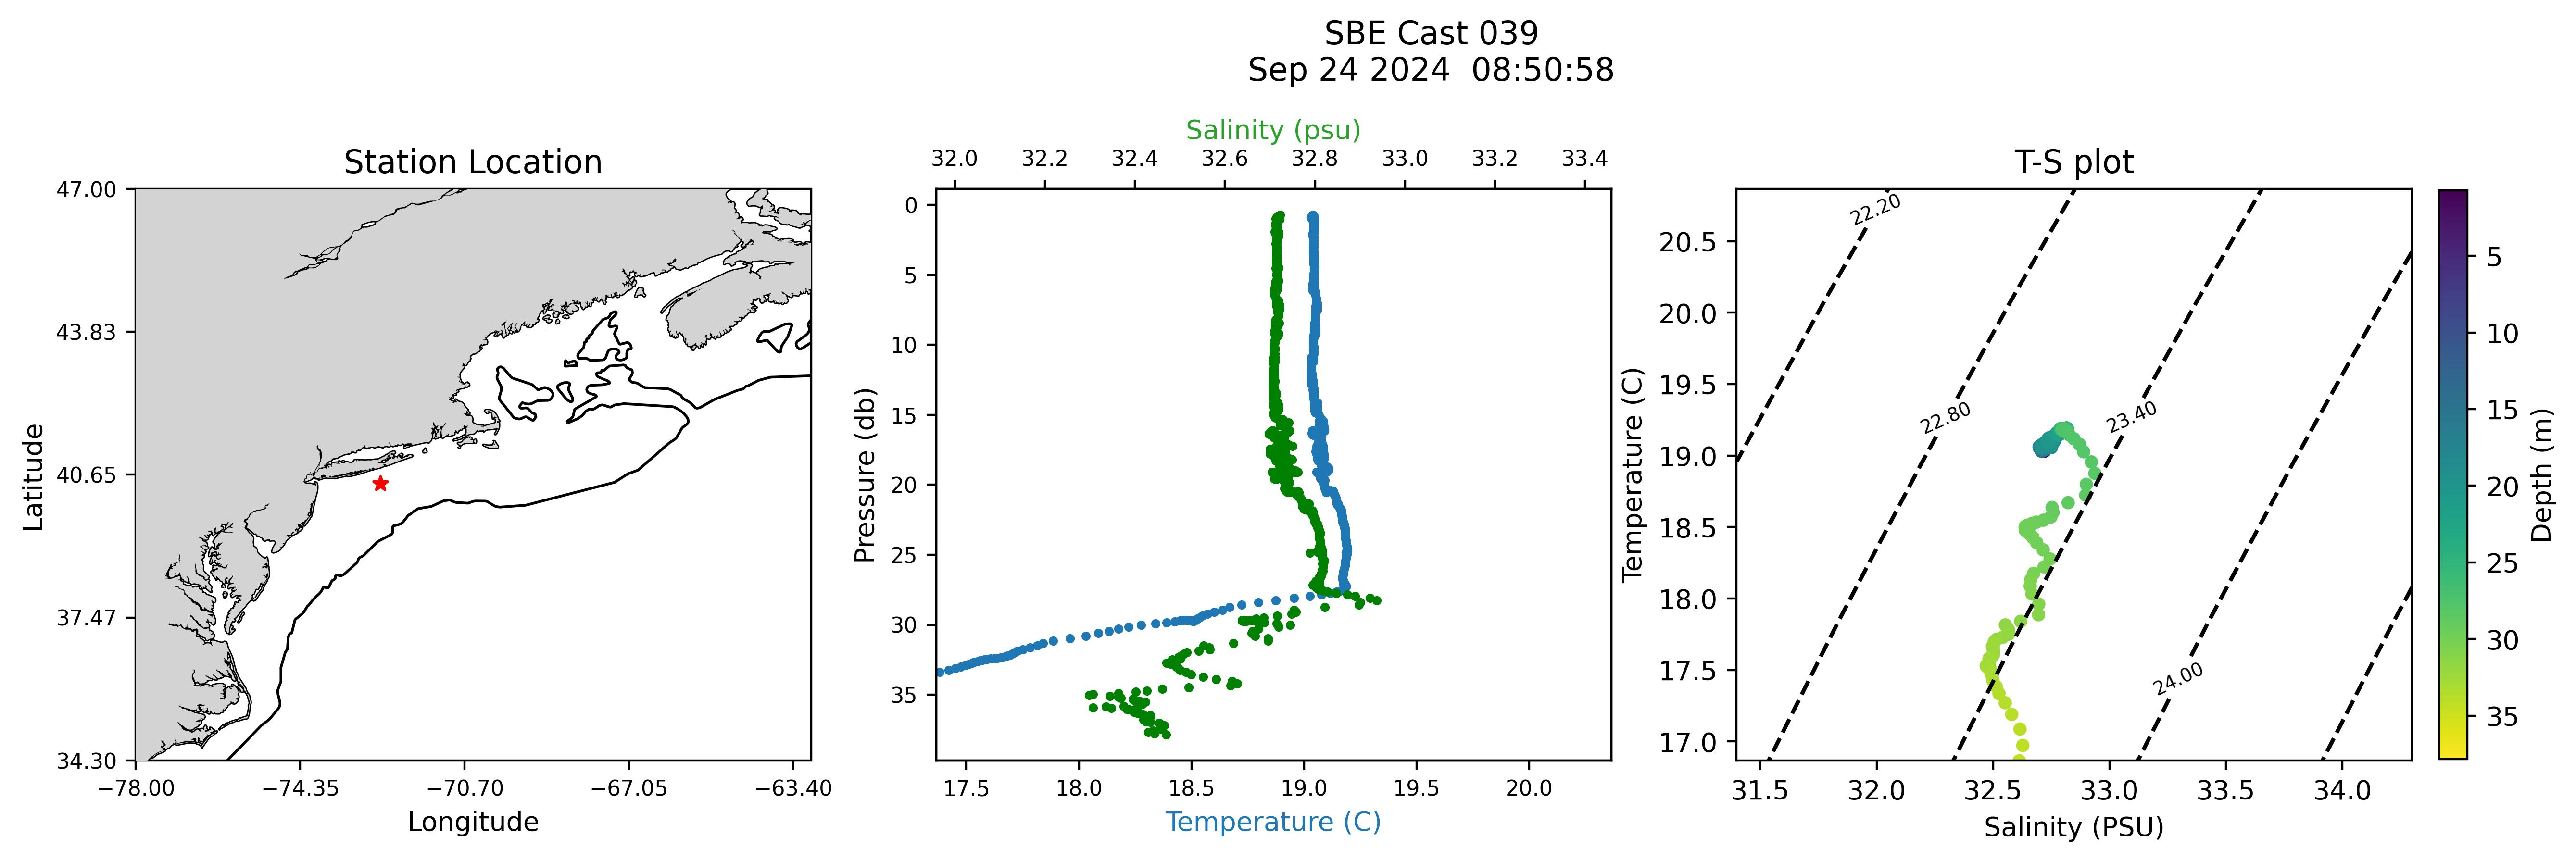 SBE Cast 039
Sep 24 2024  08:50:58
Station Location
47.00
43.83
40.65
37.47
34.30
Latitude
−78.00 −74.35 −70.70 −67.05 −63.40
Longitude
Salinity (psu)
32.0 32.2 32.4 32.6 32.8 33.0 33.2 33.4
0
5
10
15
20
25
30
35
Pressure (db)
17.5 18.0 18.5 19.0 19.5 20.0
Temperature (C)
T-S plot
20.5
20.0
19.5
19.0
18.5
18.0
17.5
17.0
Temperature (C)
22.20
22.80
23.40
24.00
31.5 32.0 32.5 33.0 33.5 34.0
Salinity (PSU)
5
10
15
20
25
30
35
Depth (m)